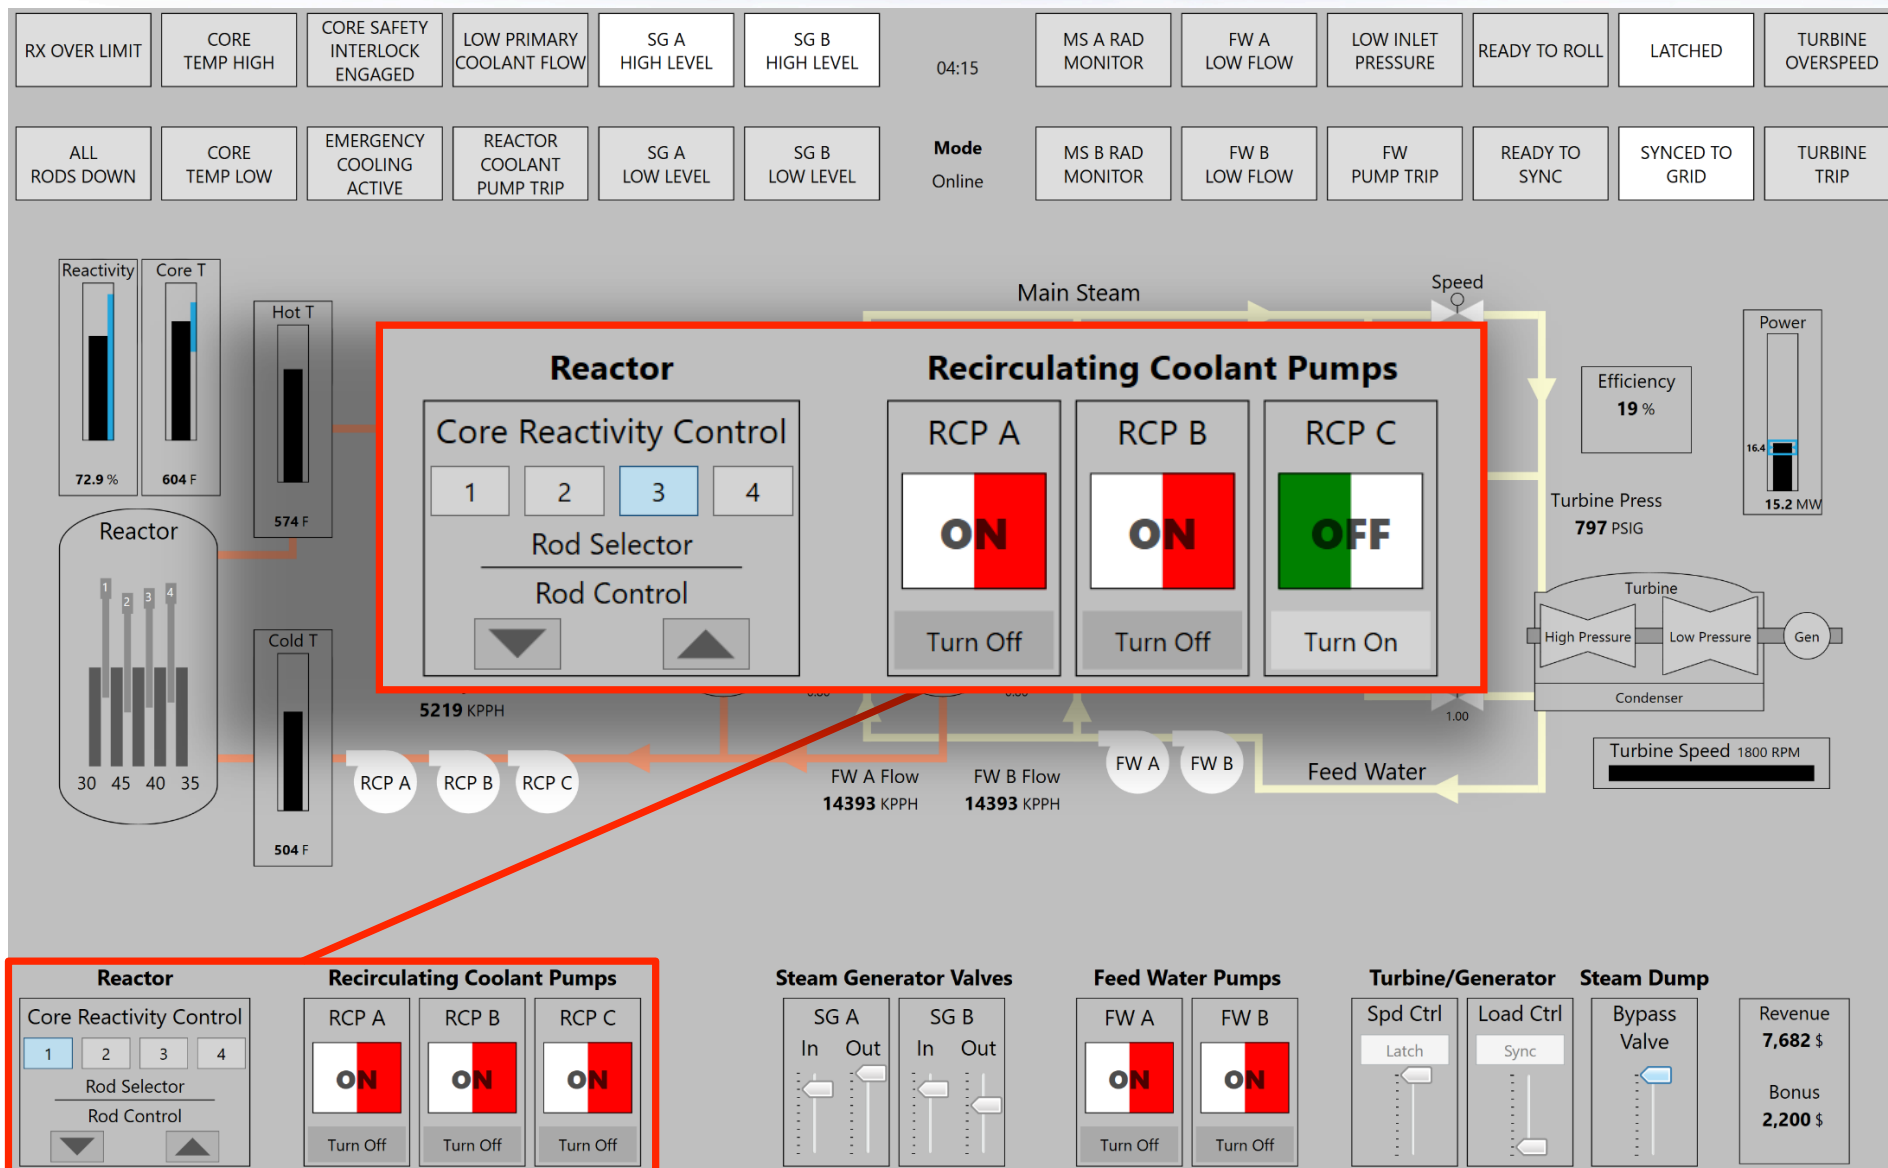 RX OVER LIMIT
CORE
TEMP HIGH
CORE SAFETY
INTERLOCK
ENGAGED
LOW PRIMARY
COOLANT FLOW
SG A
HIGH LEVEL
SG B
HIGH LEVEL
04:15
MS A RAD
MONITOR
FW A
LOW FLOW
LOW INLET
PRESSURE
READY TO ROLL
LATCHED
TURBINE
OVERSPEED
ALL
RODS DOWN
CORE
TEMP LOW
EMERGENCY
COOLING
ACTIVE
REACTOR
COOLANT
PUMP TRIP
SG A
LOW LEVEL
SG B
LOW LEVEL
Mode
Online
MS B RAD
MONITOR
FW B
LOW FLOW
FW
PUMP TRIP
READY TO
SYNC
SYNCED TO
GRID
TURBINE
TRIP
Reactivity
72.9 %
Core T
604 F
Hot T
574 F
Main Steam
Speed
Power
16.4
15.2 MW
Efficiency
19 %
Turbine Press
797 PSIG
Reactor
Core Reactivity Control
1 2 3 4
Rod Selector
Rod Control
Recirculating Coolant Pumps
RCP A
ON
Turn Off
RCP B
ON
Turn Off
RCP C
OFF
Turn On
Reactor
1 2 3 4
30 45 40 35
Cold T
504 F
5219 KPPH
RCP A
RCP B
RCP C
FW A Flow
14393 KPPH
FW B Flow
14393 KPPH
FW A
FW B
Feed Water
1.00
Turbine
High Pressure
Low Pressure
Gen
Condenser
Turbine Speed 1800 RPM
Reactor
Core Reactivity Control
1 2 3 4
Rod Selector
Rod Control
Recirculating Coolant Pumps
RCP A
ON
Turn Off
RCP B
ON
Turn Off
RCP C
ON
Turn Off
Steam Generator Valves
SG A
In Out
SG B
In Out
Feed Water Pumps
FW A
ON
Turn Off
FW B
ON
Turn Off
Turbine/Generator
Spd Ctrl
Latch
Load Ctrl
Sync
Steam Dump
Bypass
Valve
Revenue
7,682 $
Bonus
2,200 $